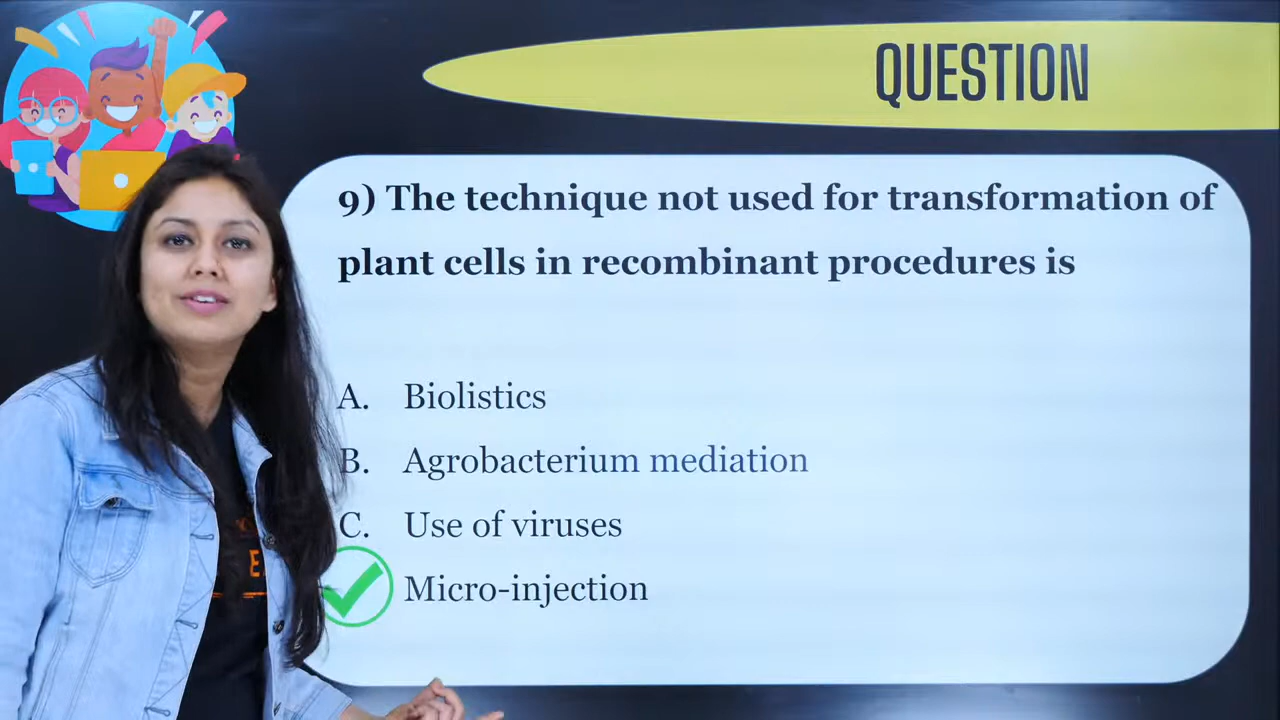 QUESTION
9) The technique not used for transformation of
plant cells in recombinant procedures is
A. Biolistics
B. Agrobacterium mediation
C. Use of viruses
Micro-injection